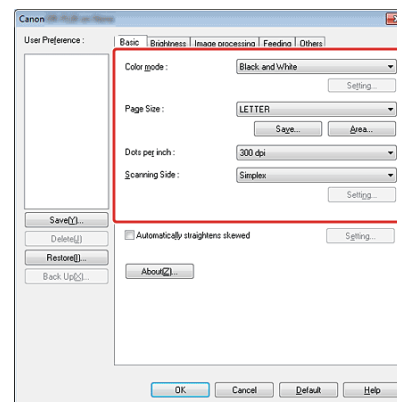 Canon
User Preference :
Basic Brightness Image processing Feeding Others
Color mode : Black and White
Setting...
Page Size : LETTER
Save... Area...
Dots per inch : 300 dpi
Scanning Side : Simplex
Setting...
Save(Y)...
Automatically straightens skewed Setting...
Delete(J)
Restore(I)...
About(Z)...
Back Up(X)...
OK Cancel Default Help